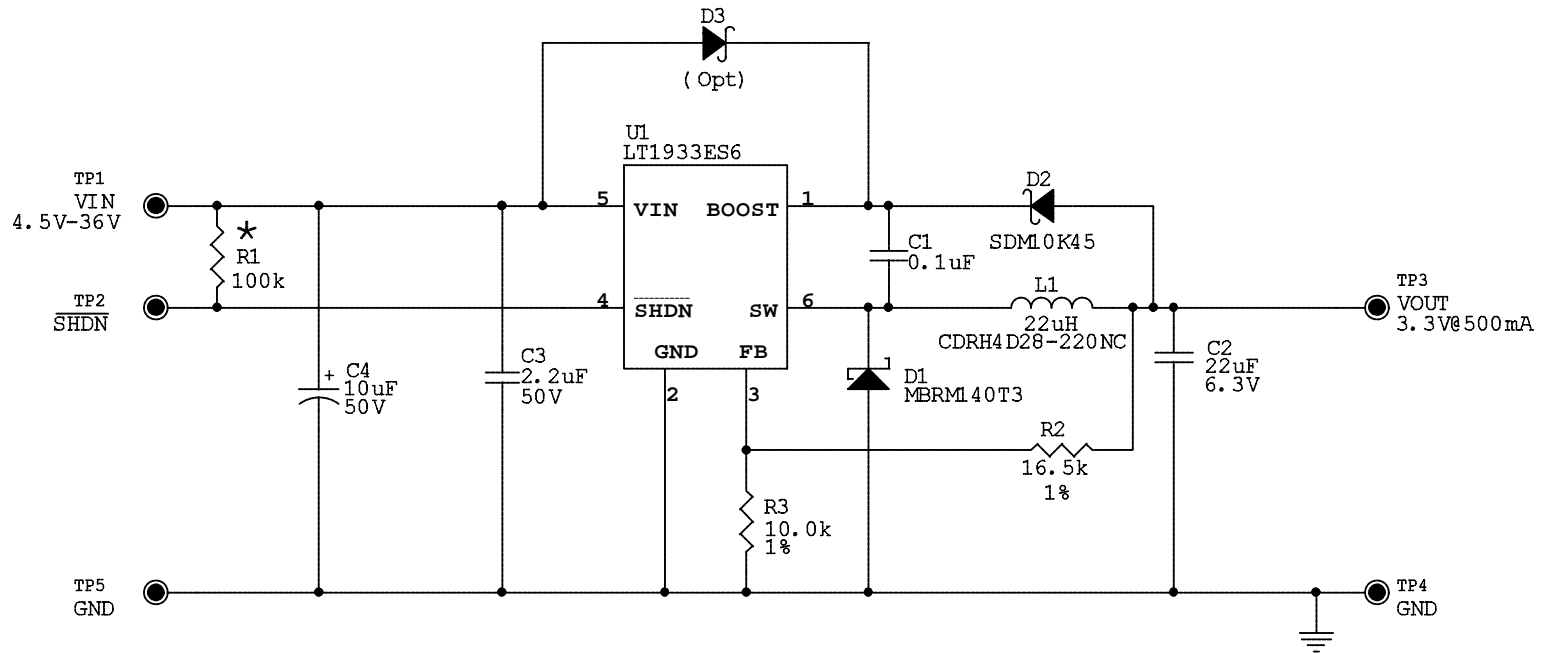 D3
( Opt)
U1
LT1933ES6
TP1
VIN
4.5V-36V
5
VIN
BOOST
1
D2
SDM10K45
*
R1
100k
C1
0.1uF
TP2
SHDN
4
SHDN
SW
6
L1
22uH
CDRH4D28-220NC
TP3
VOUT
3.3V@500mA
GND
FB
2
3
C4
+
10uF
50V
C3
2.2uF
50V
D1
MBRM140T3
C2
22uF
6.3V
R2
16.5k
1%
R3
10.0k
1%
TP5
GND
TP4
GND